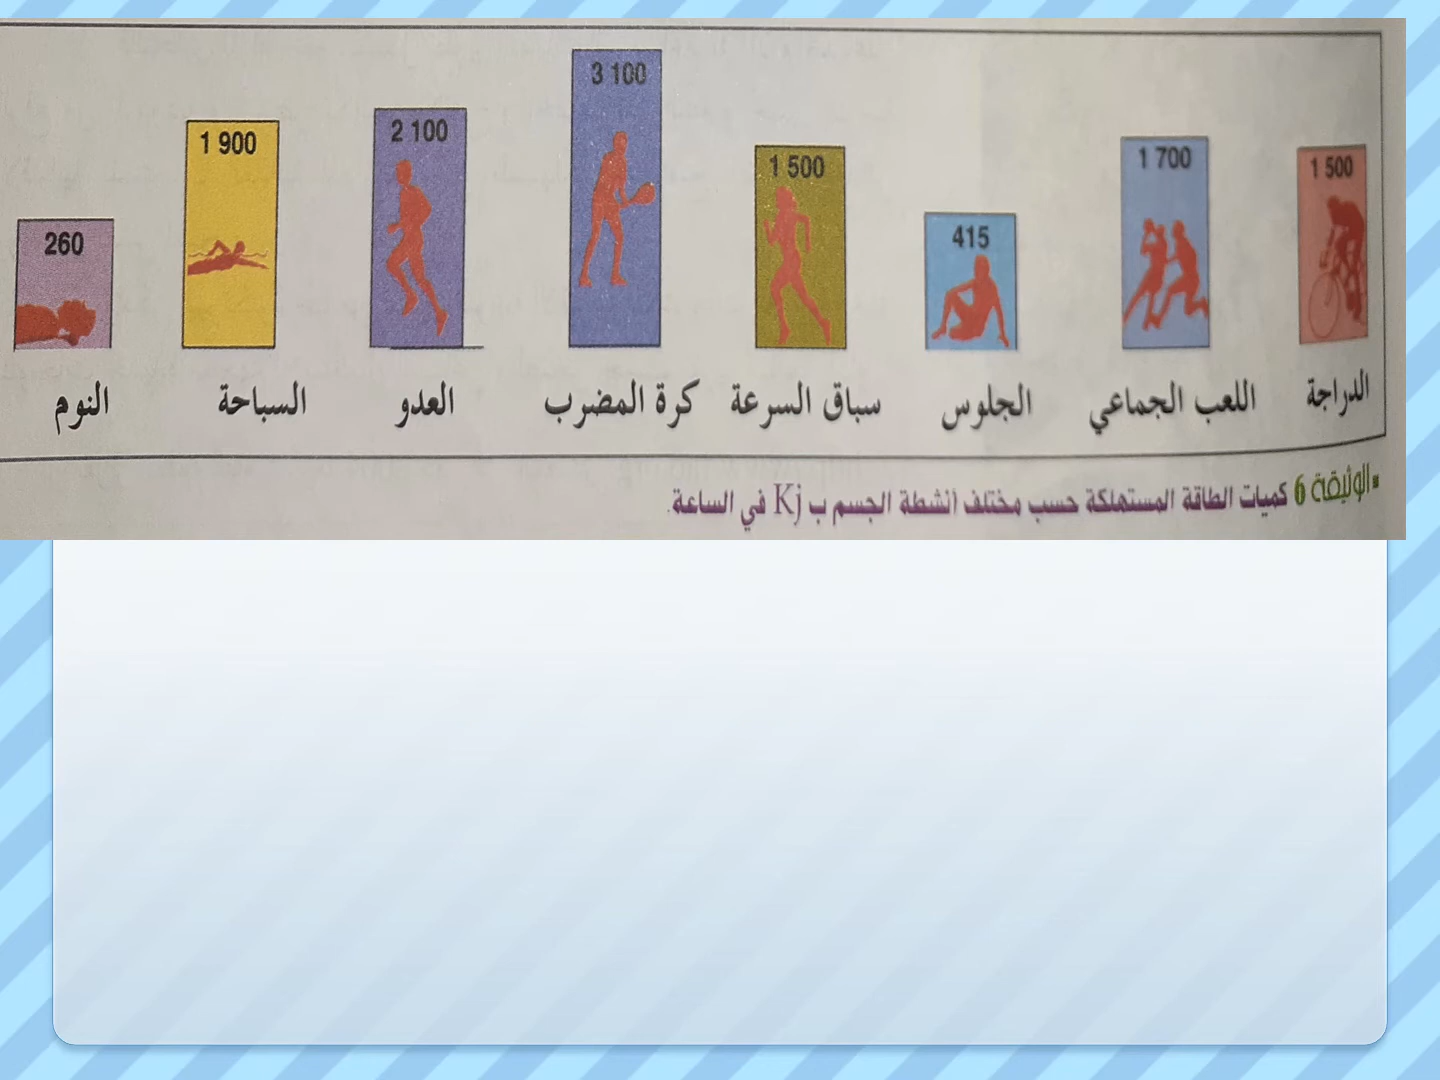 3 100
2 100
1 900
1 700
1 500
1 500
415
260
الدراجة
اللعب الجماعي
الجلوس
سباق السرعة
كرة المضرب
العدو
السباحة
النوم
الوثيقة 6 كميات الطاقة المستهلكة حسب مختلف أنشطة الجسم ب Kj في الساعة.